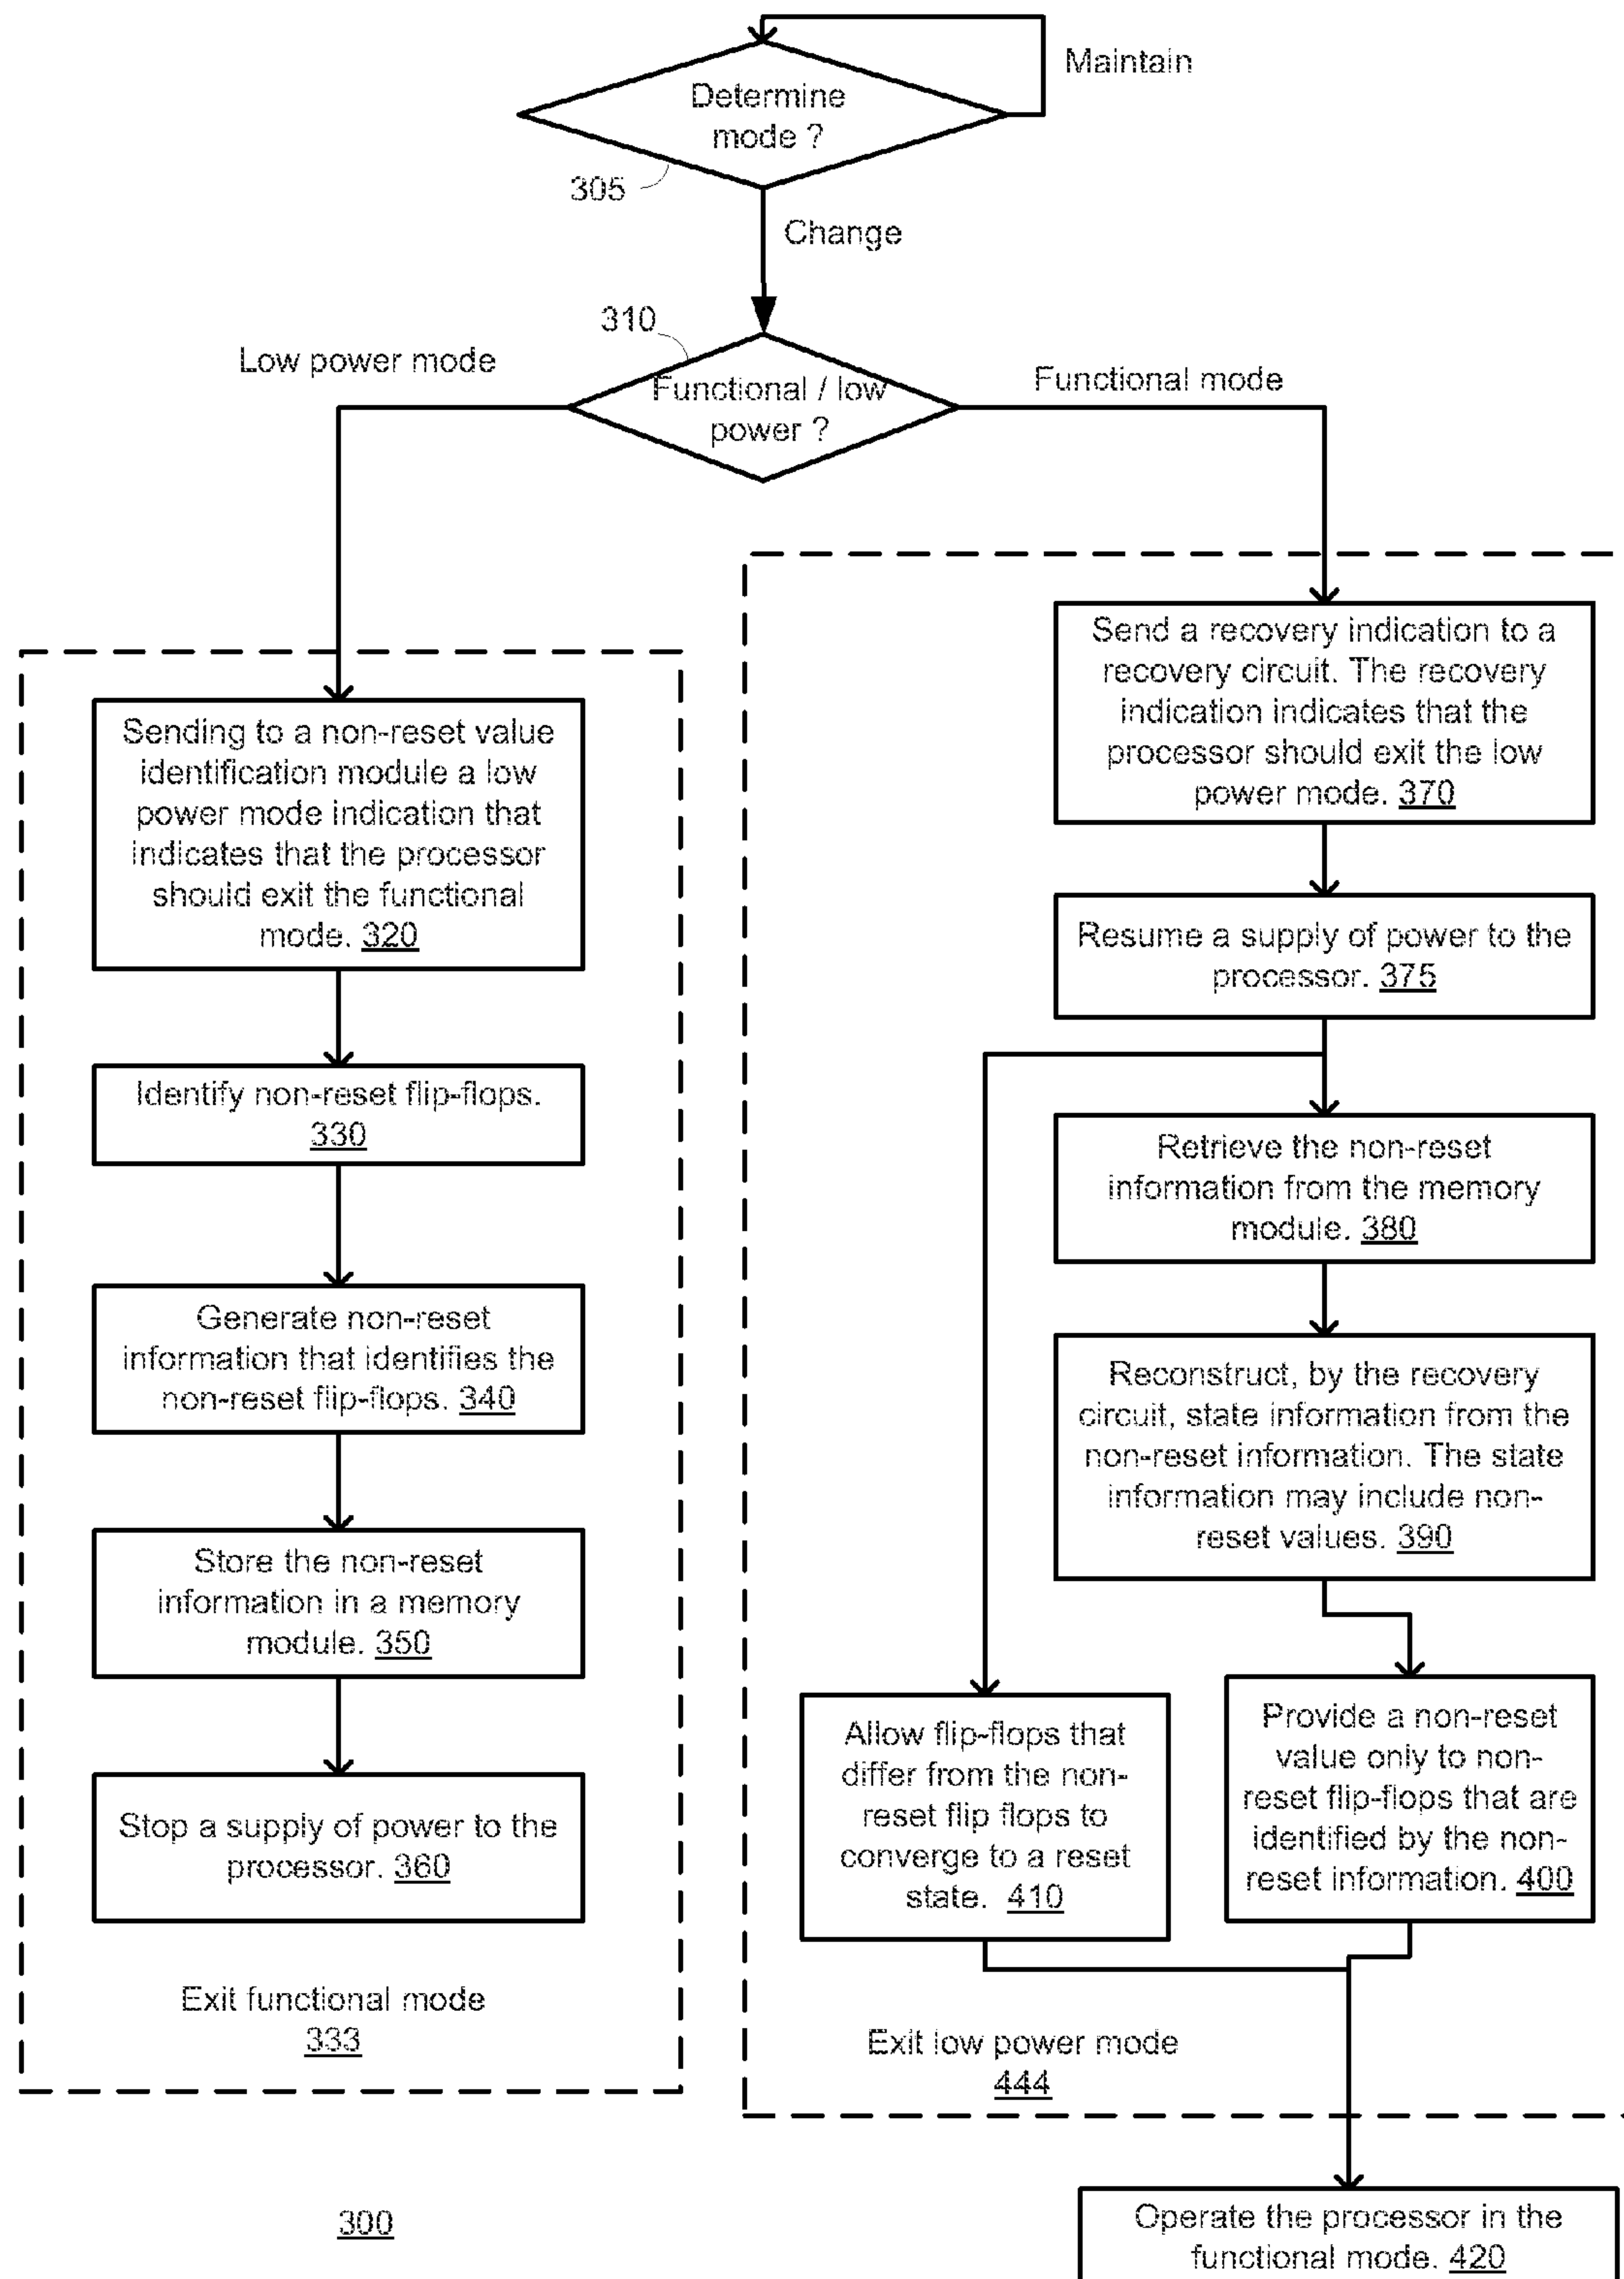 Maintain
Determine
mode ?
305
Change
310
Low power mode
Functional / low
power ?
Functional mode
Sending to a non-reset value
identification module a low
power mode indication that
indicates that the processor
should exit the functional
mode. 320
Identify non-reset flip-flops.
330
Generate non-reset
information that identifies the
non-reset flip-flops. 340
Store the non-reset
information in a memory
module. 350
Stop a supply of power to the
processor. 360
Exit functional mode
333
Send a recovery indication to a
recovery circuit. The recovery
indication indicates that the
processor should exit the low
power mode. 370
Resume a supply of power to the
processor. 375
Retrieve the non-reset
information from the memory
module. 380
Reconstruct, by the recovery
circuit, state information from the
non-reset information. The state
information may include non-
reset values. 390
Allow flip-flops that
differ from the non-
reset flip flops to
converge to a reset
state. 410
Provide a non-reset
value only to non-
reset flip-flops that are
identified by the non-
reset information. 400
Exit low power mode
444
Operate the processor in the
functional mode. 420
300